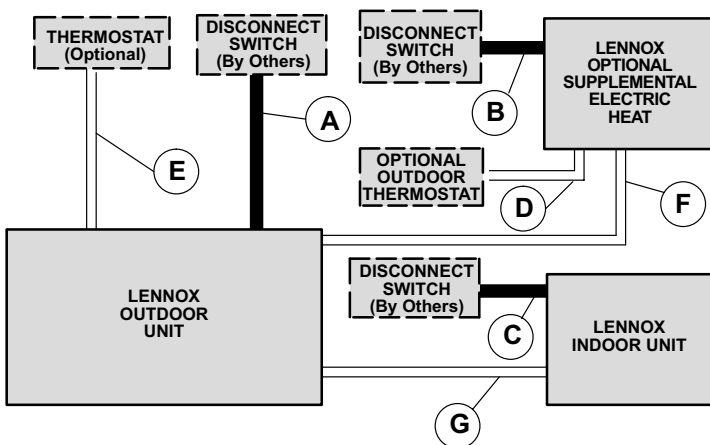 THERMOSTAT
(Optional)
DISCONNECT
SWITCH
(By Others)
DISCONNECT
SWITCH
(By Others)
LENNOX
OPTIONAL
SUPPLEMENTAL
ELECTRIC
HEAT
A
B
E
OPTIONAL
OUTDOOR
THERMOSTAT
D
F
LENNOX
OUTDOOR
UNIT
DISCONNECT
SWITCH
(By Others)
C
LENNOX
INDOOR UNIT
G